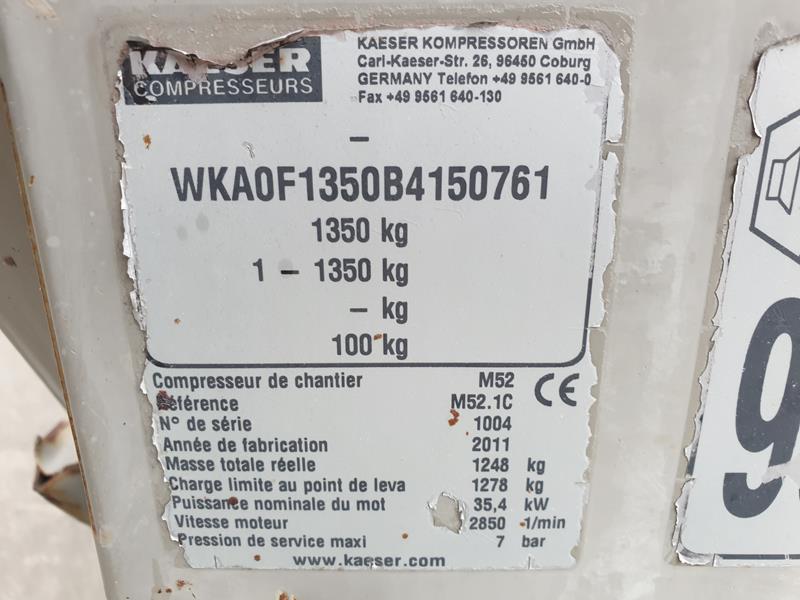 KAESER
COMPRESSEURS
KAESER KOMPRESSOREN GmbH
Carl-Kaeser-Str. 26, 96450 Coburg
GERMANY Telefon +49 9561 640-0
Fax +49 9561 640-130
–
WKA0F1350B4150761
1350 kg
1 – 1350 kg
– kg
100 kg
CE
Compresseur de chantier M52
Référence M52.1C
N° de série 1004
Année de fabrication 2011
Masse totale réelle 1248 kg
Charge limite au point de leva 1278 kg
Puissance nominale du mot 35,4 kW
Vitesse moteur 2850 1/min
Pression de service maxi 7 bar
www.kaeser.com
9